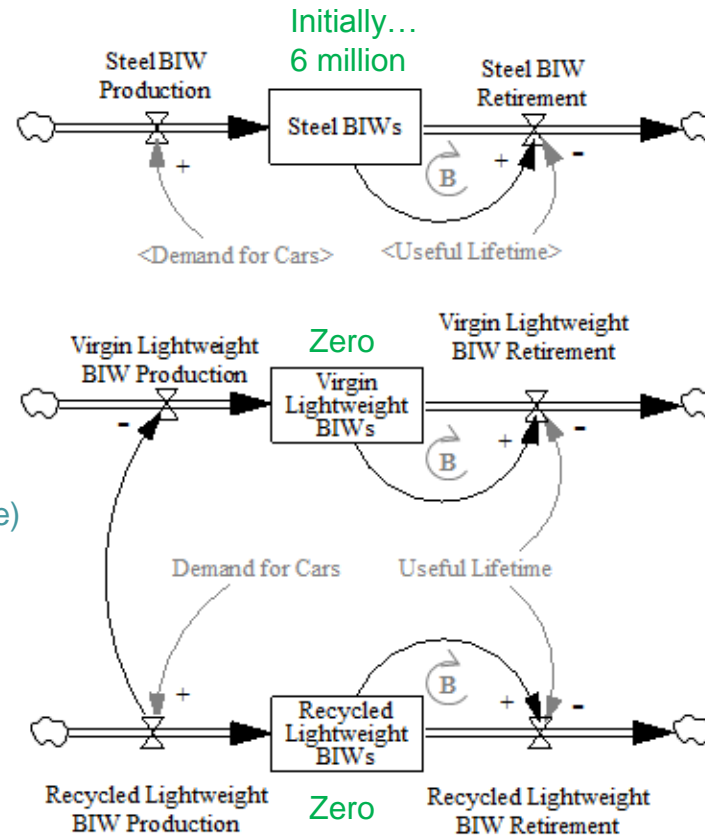 Initially…
6 million
Steel BIW
Production
Steel BIW
Retirement
Steel BIWs
+
B
+
-
<Demand for Cars>
<Useful Lifetime>
Virgin Lightweight
BIW Production
Zero
Virgin Lightweight
BIW Retirement
Virgin
Lightweight
BIWs
-
B
+
-
e)
Demand for Cars
Useful Lifetime
+
B
+
-
Recycled
Lightweight
BIWs
Recycled Lightweight
BIW Production
Zero
Recycled Lightweight
BIW Retirement